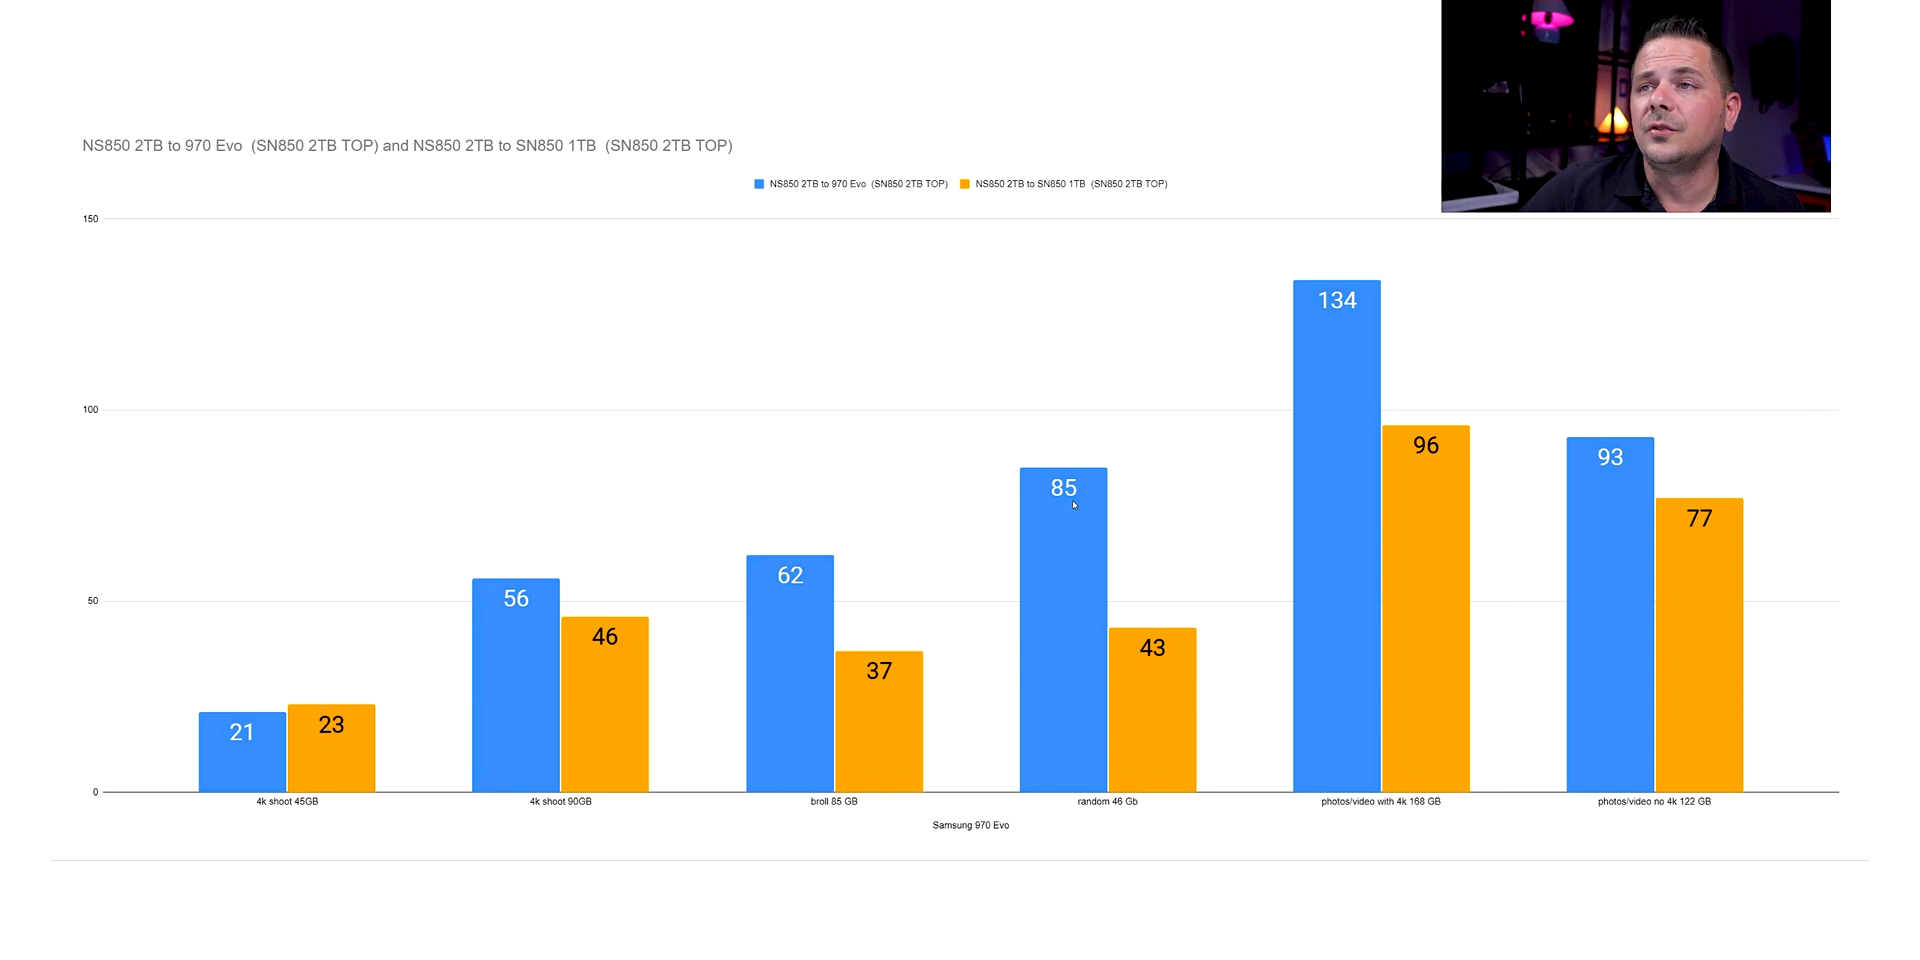 NS850 2TB to 970 Evo (SN850 2TB TOP) and NS850 2TB to SN850 1TB (SN850 2TB TOP)
NS850 2TB to 970 Evo (SN850 2TB TOP) NS850 2TB to SN850 1TB (SN850 2TB TOP)
150
100
50
0
21
23
56
46
62
37
85
43
134
96
93
77
4k shoot 45GB
4k shoot 90GB
broll 85 GB
random 46 Gb
photos/video with 4k 168 GB
photos/video no 4k 122 GB
Samsung 970 Evo